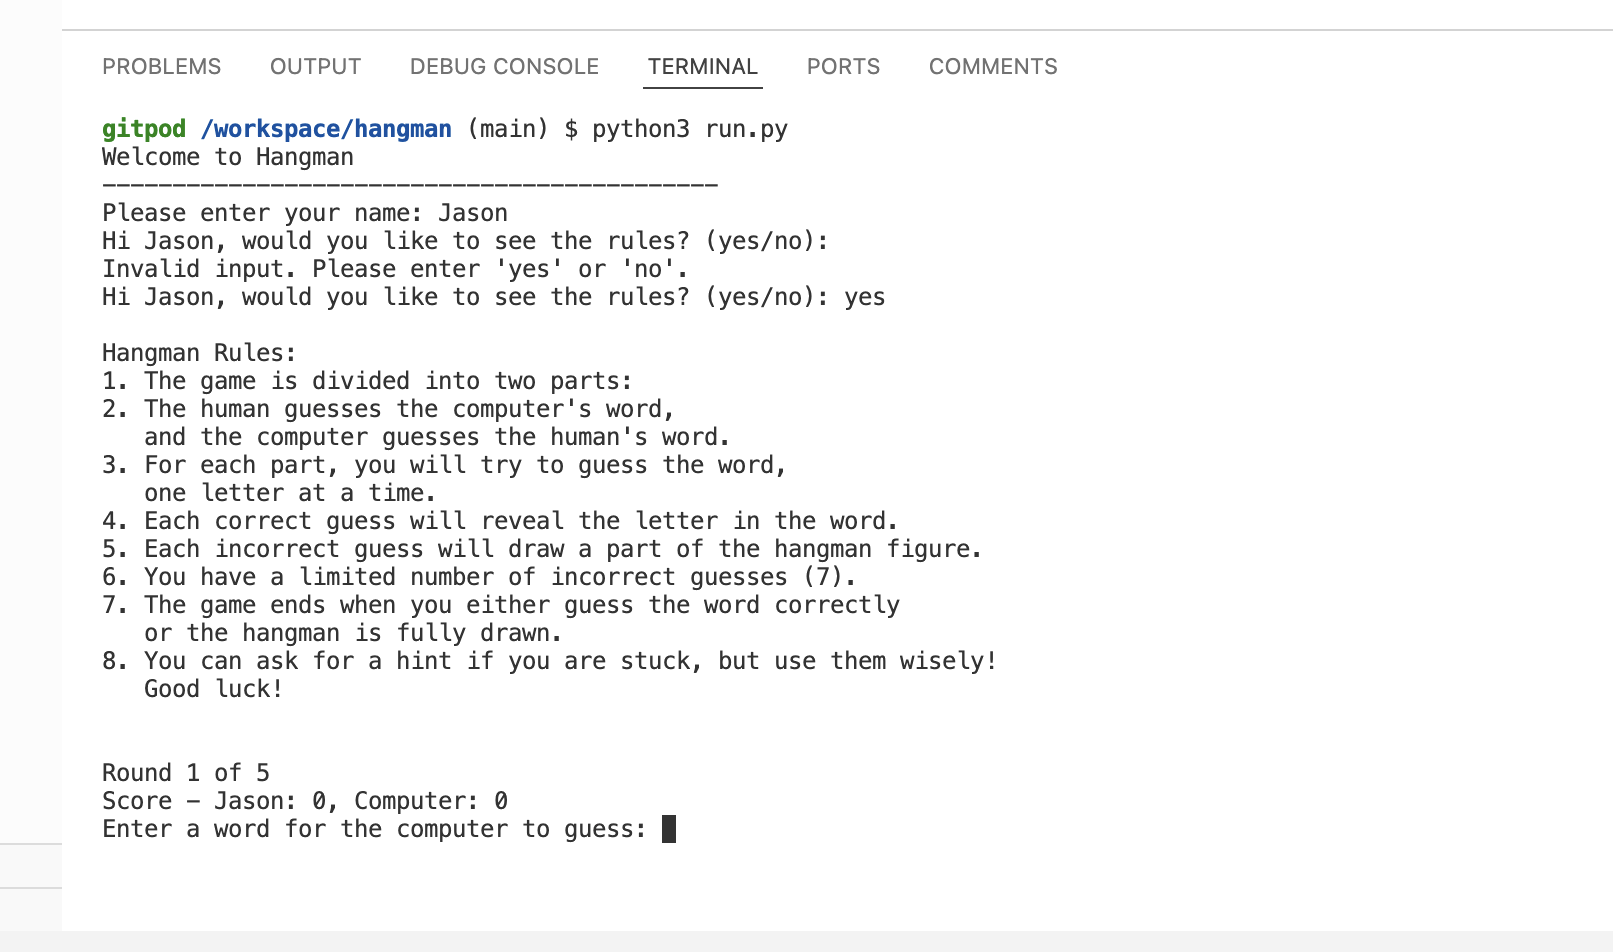 PROBLEMS OUTPUT DEBUG CONSOLE TERMINAL PORTS COMMENTS
gitpod /workspace/hangman (main) $ python3 run.py
Welcome to Hangman
--------------------------------------------
Please enter your name: Jason
Hi Jason, would you like to see the rules? (yes/no):
Invalid input. Please enter 'yes' or 'no'.
Hi Jason, would you like to see the rules? (yes/no): yes
Hangman Rules:
1. The game is divided into two parts:
2. The human guesses the computer's word,
   and the computer guesses the human's word.
3. For each part, you will try to guess the word,
   one letter at a time.
4. Each correct guess will reveal the letter in the word.
5. Each incorrect guess will draw a part of the hangman figure.
6. You have a limited number of incorrect guesses (7).
7. The game ends when you either guess the word correctly
   or the hangman is fully drawn.
8. You can ask for a hint if you are stuck, but use them wisely!
   Good luck!
Round 1 of 5
Score - Jason: 0, Computer: 0
Enter a word for the computer to guess: